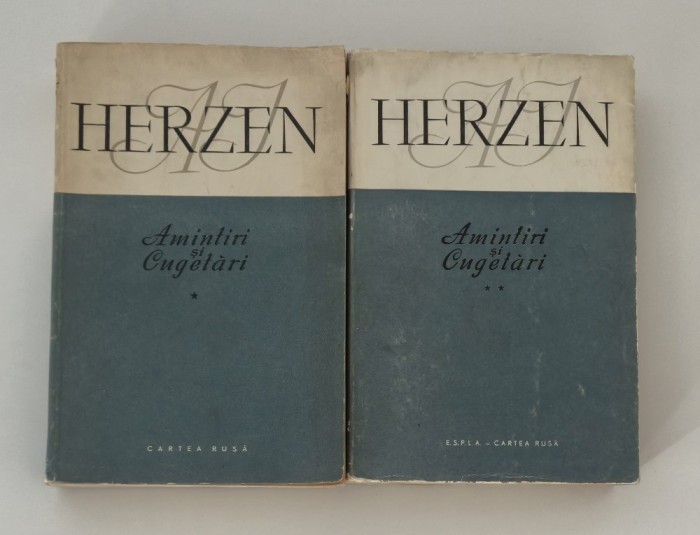 A I
HERZEN
Amintiri
și
Cugetări
*
CARTEA RUSĂ
A I
HERZEN
Amintiri
și
Cugetări
* *
E.S.P.L.A. – CARTEA RUSĂ